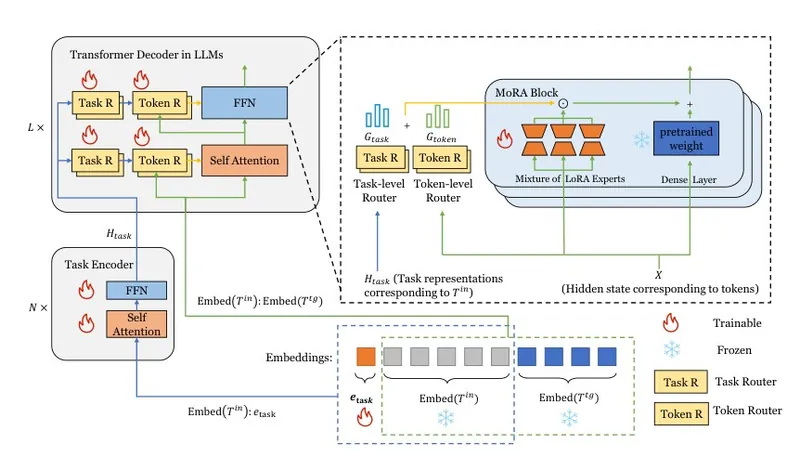 Transformer Decoder in LLMs
Task R
Token R
FFN
L ×
Task R
Token R
Self Attention
H_task
Task Encoder
FFN
N ×
Self
Attention
Embed(T^in): Embed(T^tg)
Embed(T^in): e_task
MoRA Block
G_task
+
G_token
Task R
Token R
Task-level
Router
Token-level
Router
⊙
+
pretrained
weight
Mixture of LoRA Experts
Dense Layer
H_task (Task representations
corresponding to T^in)
X
(Hidden state corresponding to tokens)
Embeddings:
e_task
Embed(T^in)
Embed(T^tg)
Trainable
Frozen
Task R
Task Router
Token R
Token Router